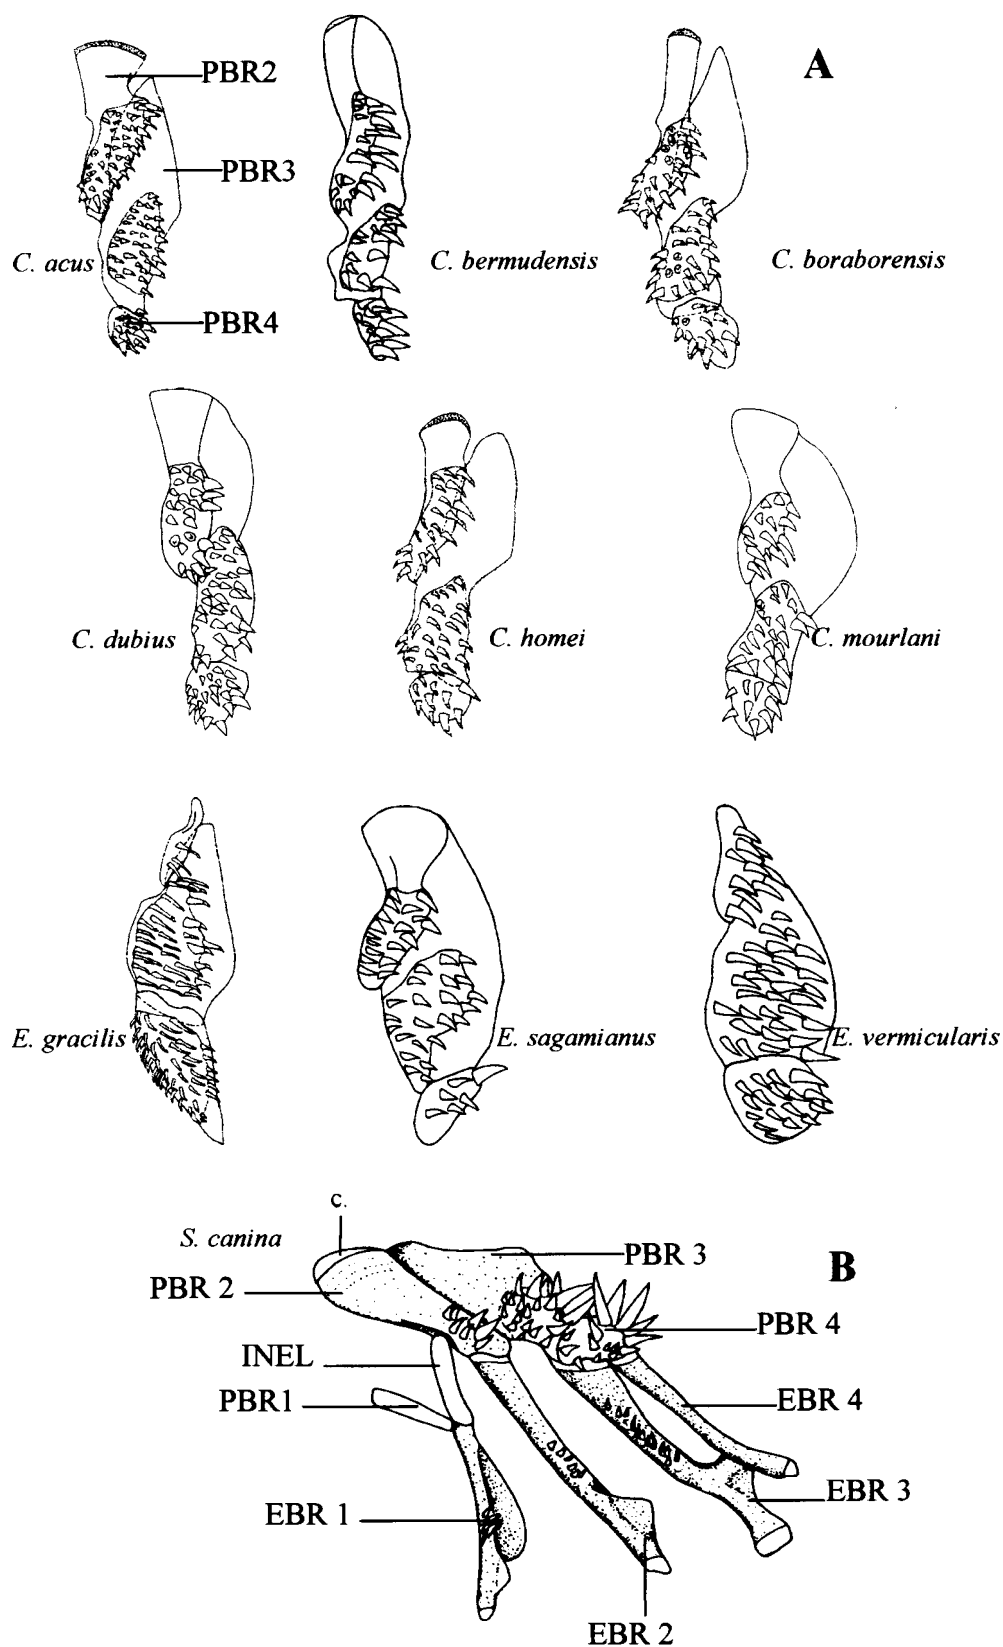 A
PBR2
PBR3
C. acus
PBR4
C. bermudensis
C. boraborensis
C. dubius
C. homei
C. mourlani
E. gracilis
E. sagamianus
E. vermicularis
B
c.
S. canina
PBR 3
PBR 2
PBR 4
INEL
PBR1
EBR 4
EBR 3
EBR 1
EBR 2